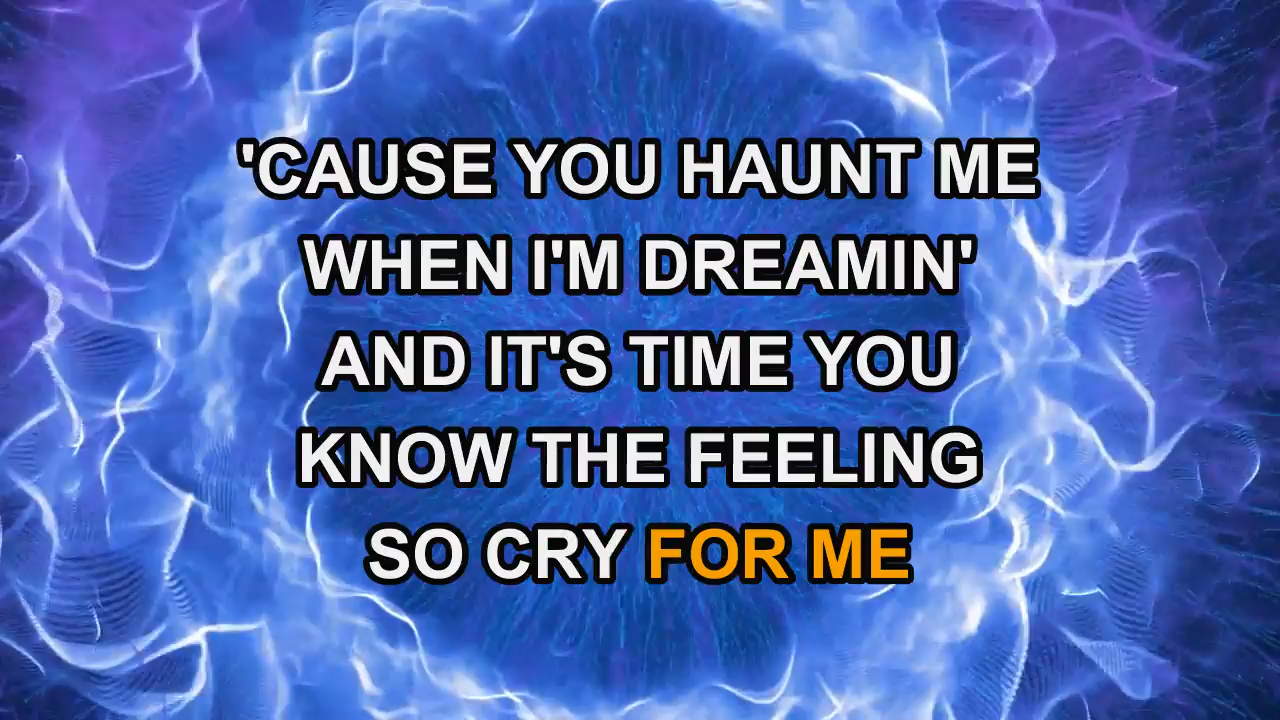 'CAUSE YOU HAUNT ME
WHEN I'M DREAMIN'
AND IT'S TIME YOU
KNOW THE FEELING
SO CRY FOR ME